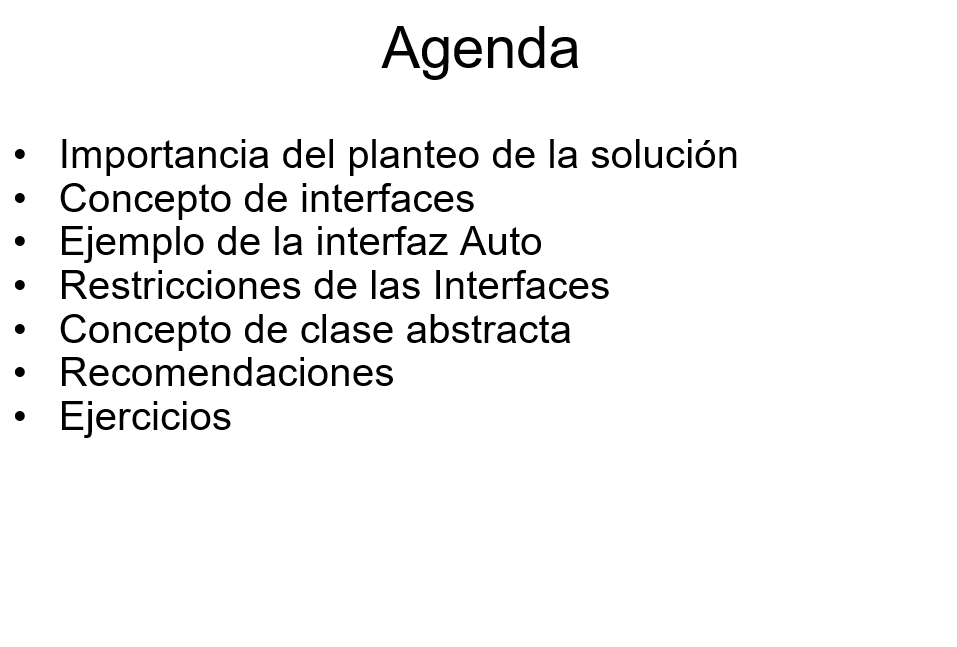 Agenda
• Importancia del planteo de la solución
• Concepto de interfaces
• Ejemplo de la interfaz Auto
• Restricciones de las Interfaces
• Concepto de clase abstracta
• Recomendaciones
• Ejercicios